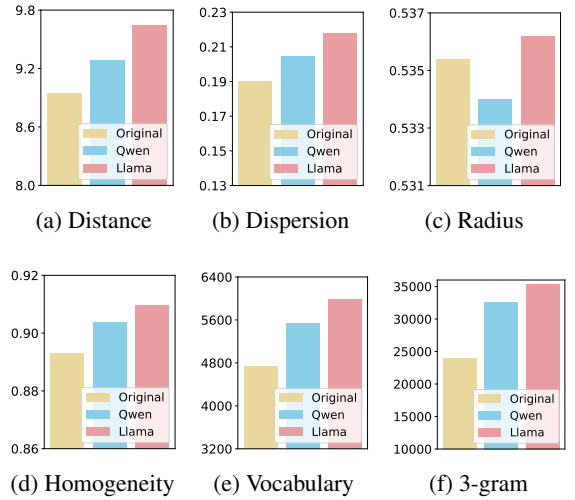 9.8
9.2
8.6
8.0
Original
Qwen
Llama
(a) Distance
0.23
0.21
0.19
0.17
0.15
0.13
Original
Qwen
Llama
(b) Dispersion
0.537
0.535
0.533
0.531
Original
Qwen
Llama
(c) Radius
0.92
0.90
0.88
0.86
Original
Qwen
Llama
(d) Homogeneity
6400
5600
4800
4000
3200
Original
Qwen
Llama
(e) Vocabulary
35000
30000
25000
20000
15000
10000
Original
Qwen
Llama
(f) 3-gram